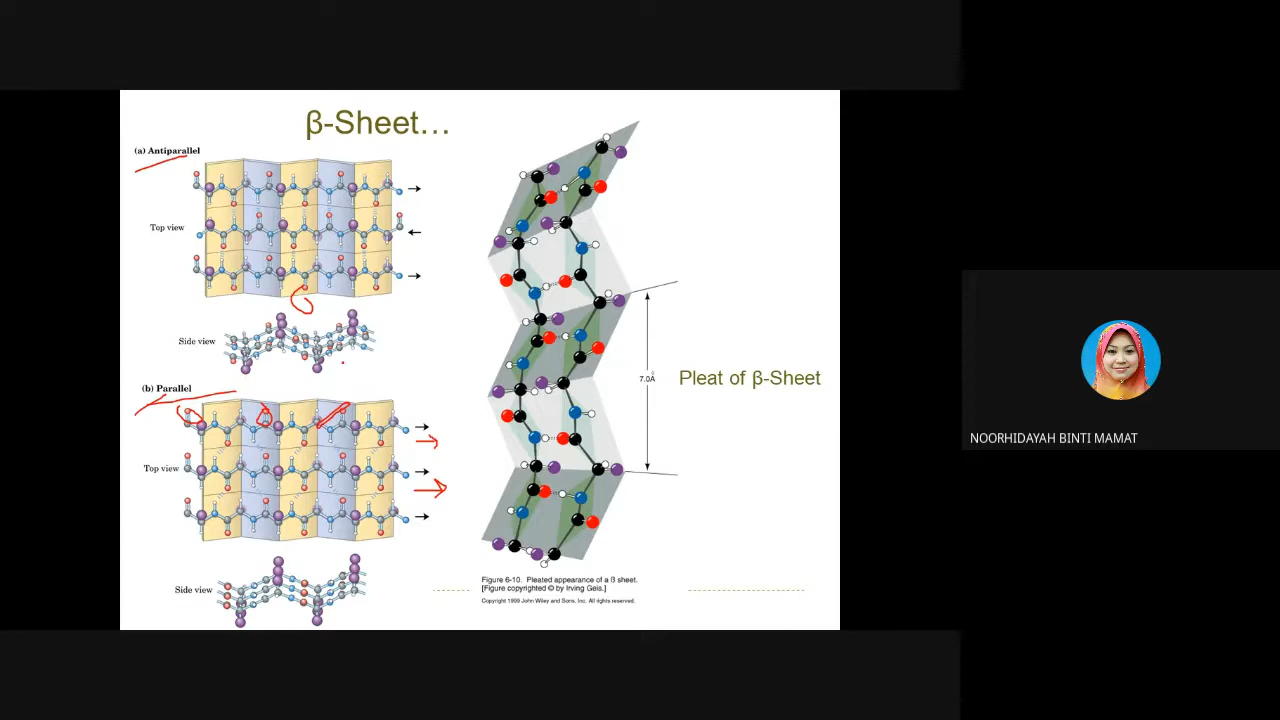 β-Sheet…
(a) Antiparallel
Top view
Side view
(b) Parallel
Top view
Side view
7.0Å
Pleat of β-Sheet
Figure 6-10. Pleated appearance of a ß sheet.
[Figure copyrighted © by Irving Geis.]
Copyright 1999 John Wiley and Sons, Inc. All rights reserved.
NOORHIDAYAH BINTI MAMAT